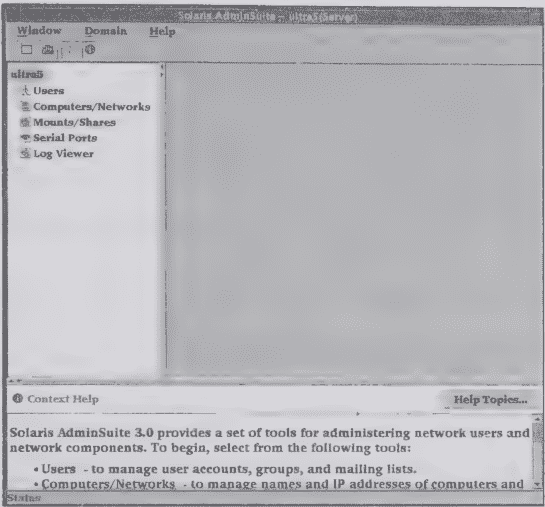 Solaris AdminSuite - ultra5(Server)
Window Domain Help
ultra5
Users
Computers/Networks
Mounts/Shares
Serial Ports
Log Viewer
Context Help Help Topics...
Solaris AdminSuite 3.0 provides a set of tools for administering network users and
network components. To begin, select from the following tools:
• Users - to manage user accounts, groups, and mailing lists.
• Computers/Networks - to manage names and IP addresses of computers and
Status